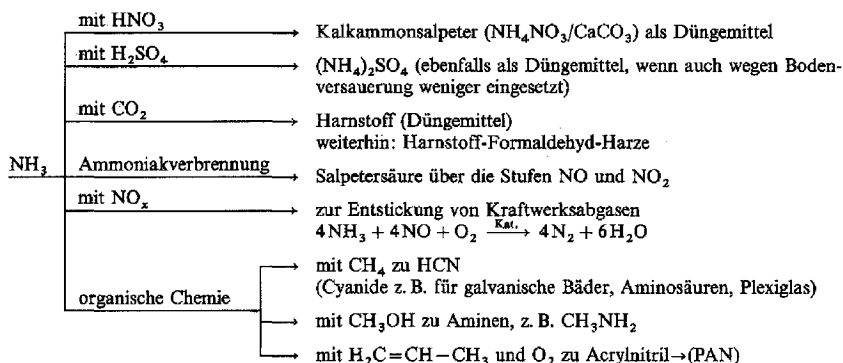 mit HNO₃
Kalkammonsalpeter (NH₄NO₃/CaCO₃) als Düngemittel
mit H₂SO₄
(NH₄)₂SO₄ (ebenfalls als Düngemittel, wenn auch wegen Boden-
versauerung weniger eingesetzt)
mit CO₂
Harnstoff (Düngemittel)
weiterhin: Harnstoff-Formaldehyd-Harze
NH₃
Ammoniakverbrennung
Salpetersäure über die Stufen NO und NO₂
mit NOₓ
zur Entstickung von Kraftwerksabgasen
4NH₃ + 4NO + O₂ —Kat.→ 4N₂ + 6H₂O
organische Chemie
mit CH₄ zu HCN
(Cyanide z. B. für galvanische Bäder, Aminosäuren, Plexiglas)
mit CH₃OH zu Aminen, z. B. CH₃NH₂
mit H₂C=CH−CH₃ und O₂ zu Acrylnitril→(PAN)